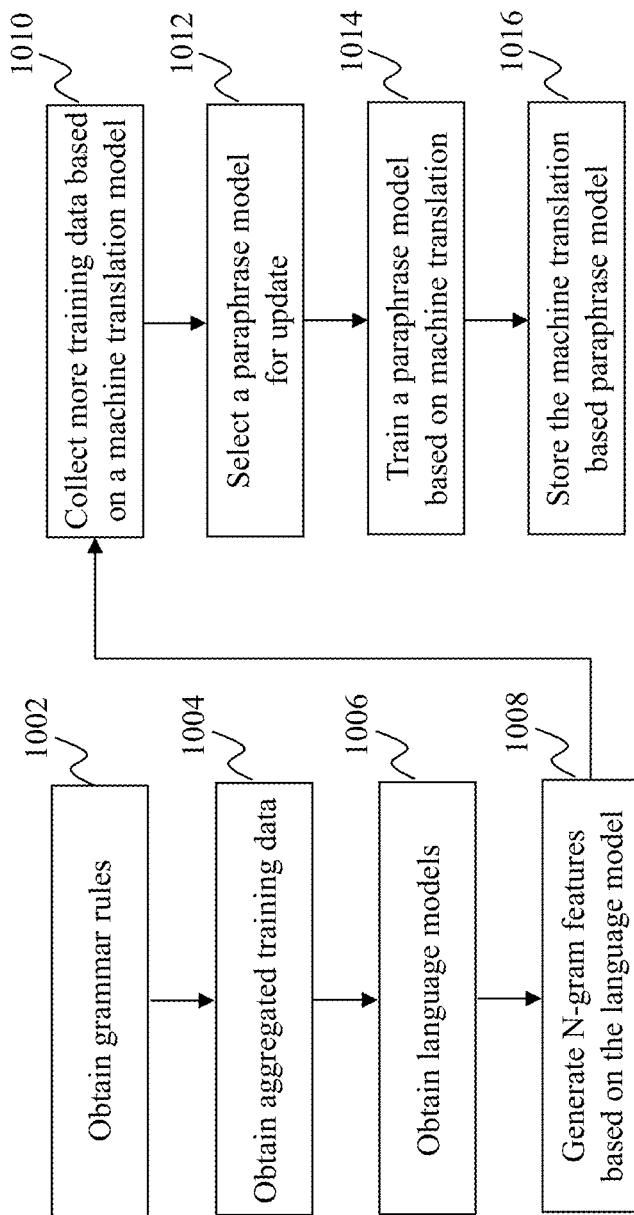 1002
Obtain grammar rules
1004
Obtain aggregated training data
1006
Obtain language models
1008
Generate N-gram features
based on the language model
1010
Collect more training data based
on a machine translation model
1012
Select a paraphrase model
for update
1014
Train a paraphrase model
based on machine translation
1016
Store the machine translation
based paraphrase model